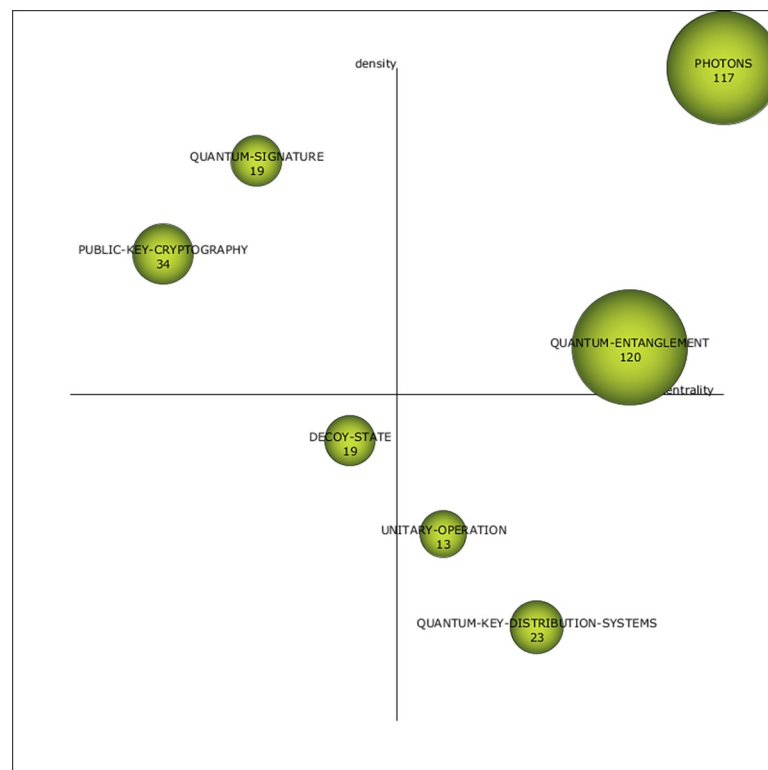 density
PHOTONS
117
QUANTUM-SIGNATURE
19
PUBLIC-KEY-CRYPTOGRAPHY
34
QUANTUM-ENTANGLEMENT
120
entrality
DECOY-STATE
19
UNITARY-OPERATION
13
QUANTUM-KEY-DISTRIBUTION-SYSTEMS
23